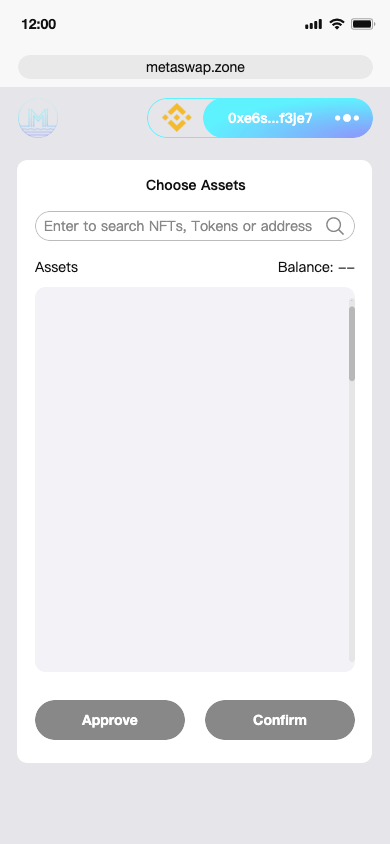 12:00
metaswap.zone
ML
0xe6s...f3je7
Choose Assets
Enter to search NFTs, Tokens or address
Assets
Balance: --
Approve
Confirm